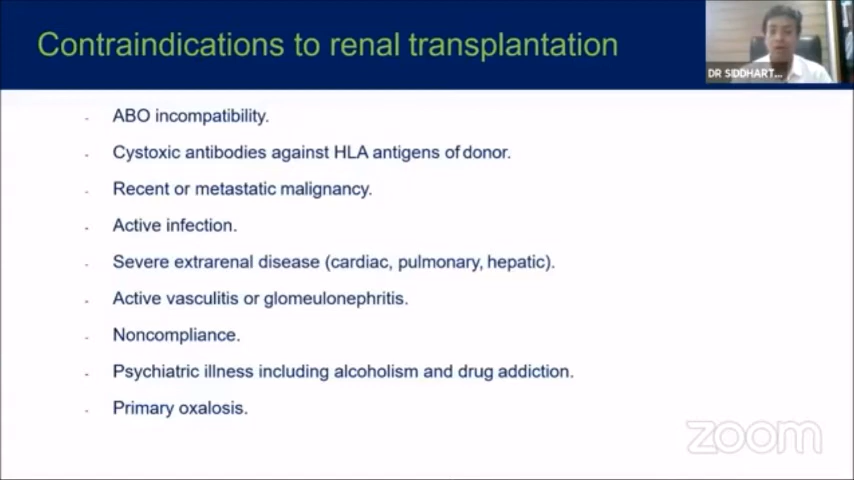 Contraindications to renal transplantation
DR SIDDHART...
- ABO incompatibility.
- Cystoxic antibodies against HLA antigens of donor.
- Recent or metastatic malignancy.
- Active infection.
- Severe extrarenal disease (cardiac, pulmonary, hepatic).
- Active vasculitis or glomeulonephritis.
- Noncompliance.
- Psychiatric illness including alcoholism and drug addiction.
- Primary oxalosis.
zoom